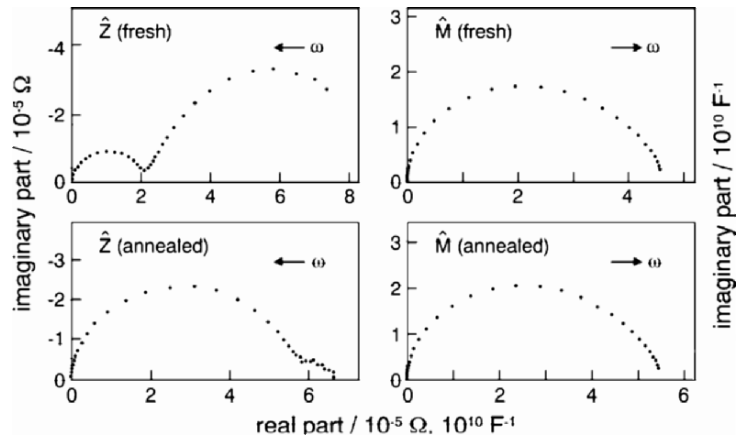 Ẑ (fresh)
← ω
-4
-2
0
0 2 4 6 8
M̂ (fresh)
→ ω
3
2
1
0
0 2 4
Ẑ (annealed)
← ω
-3
-2
-1
0
0 2 4 6
M̂ (annealed)
→ ω
3
2
1
0
0 2 4 6
imaginary part / 10⁻⁵ Ω
imaginary part / 10¹⁰ F⁻¹
real part / 10⁻⁵ Ω, 10¹⁰ F⁻¹